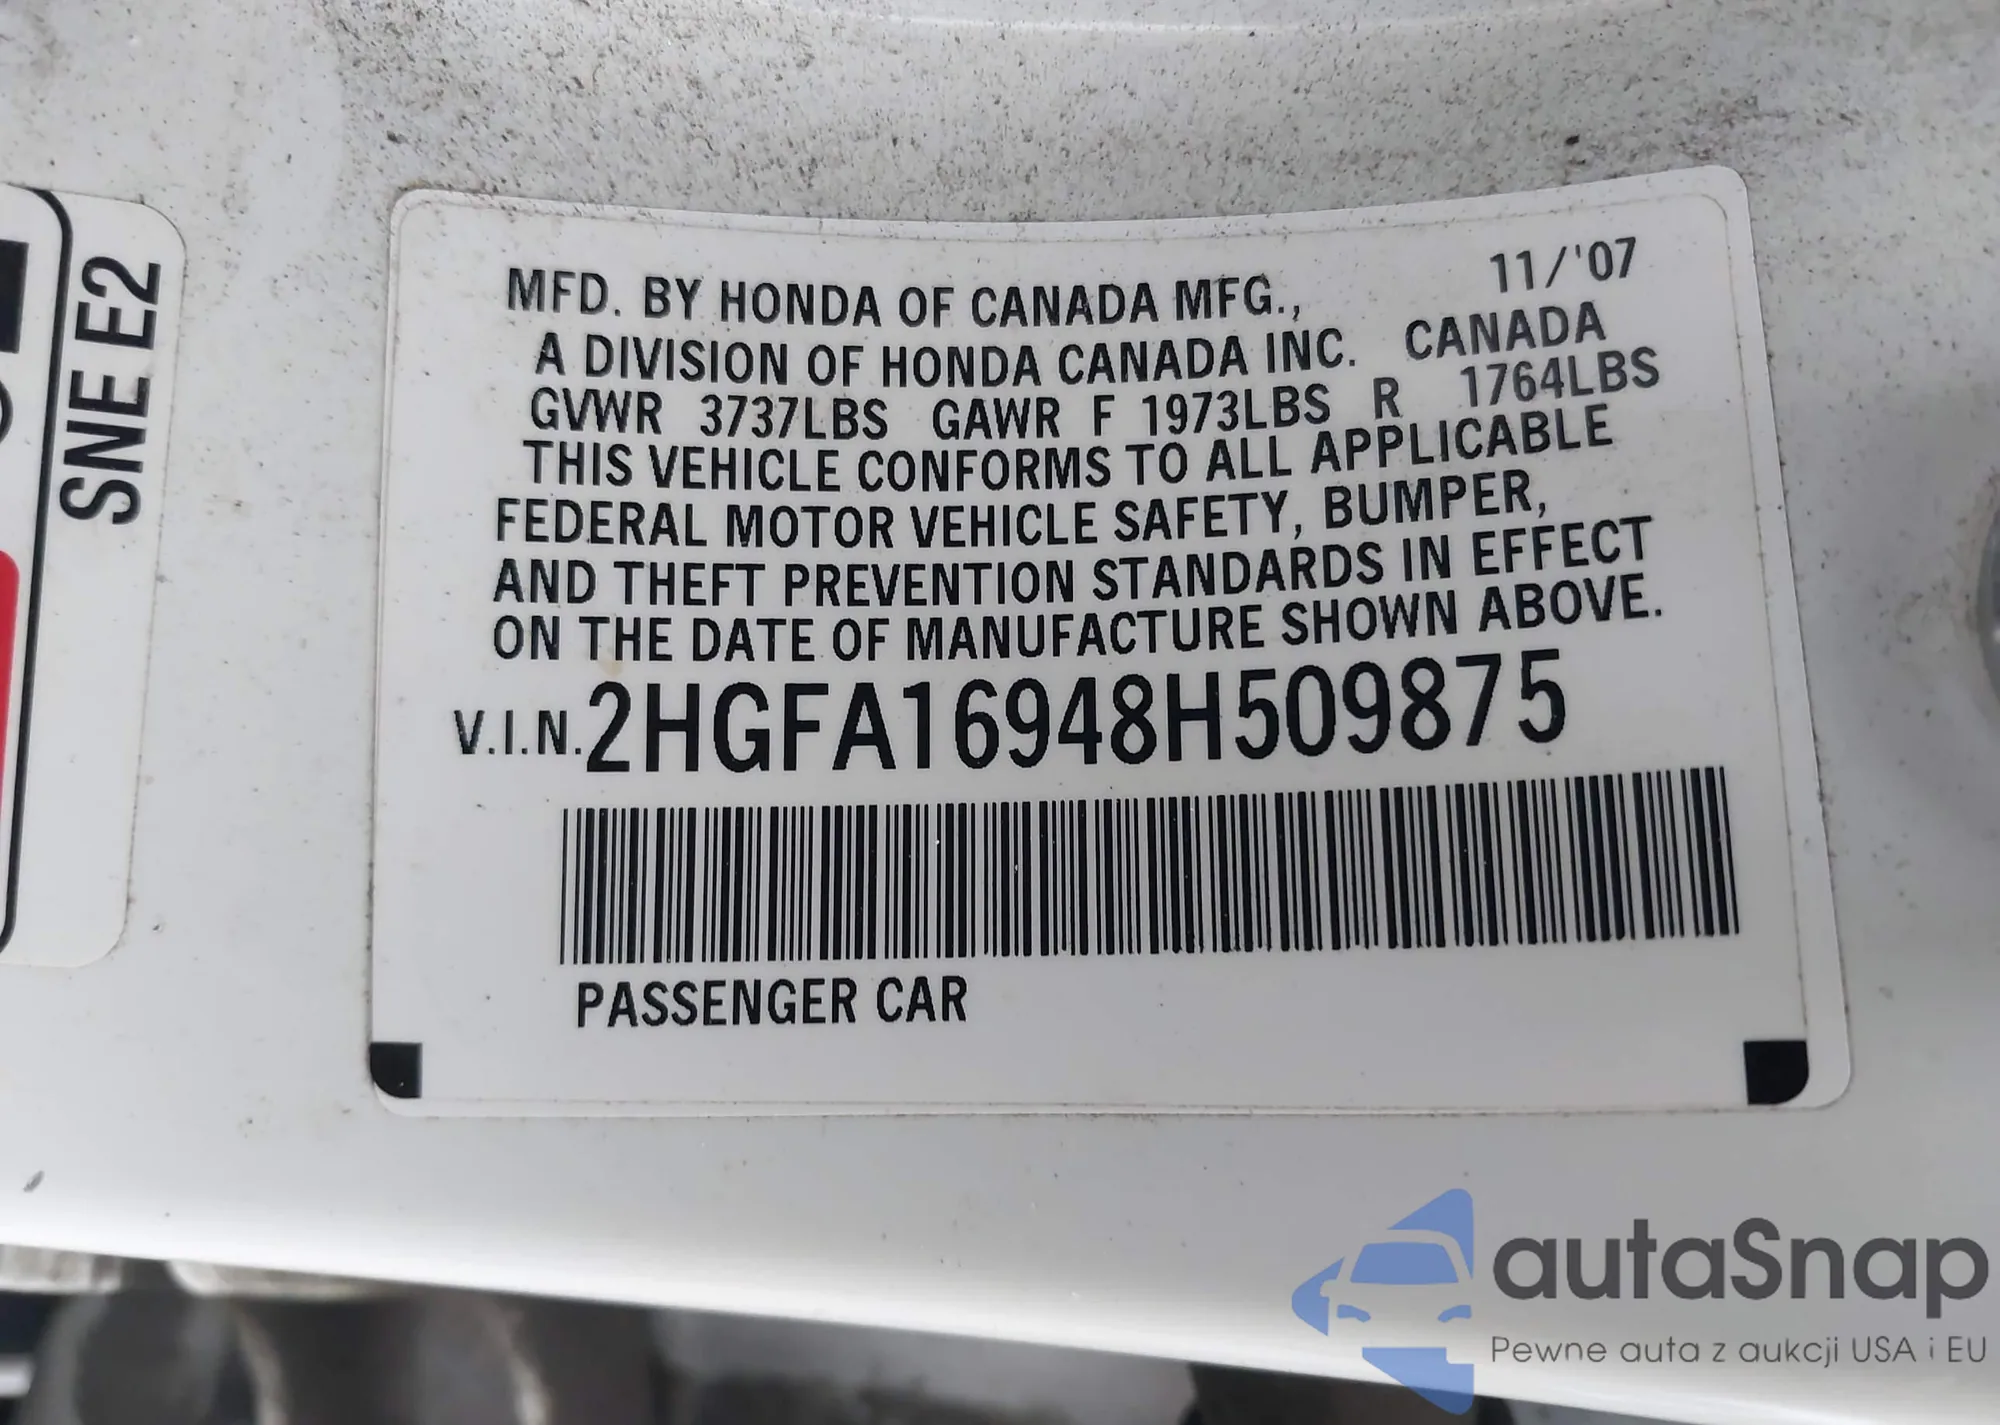 SNE E2
11/'07
MFD. BY HONDA OF CANADA MFG.,
A DIVISION OF HONDA CANADA INC. CANADA
GVWR 3737LBS GAWR F 1973LBS R 1764LBS
THIS VEHICLE CONFORMS TO ALL APPLICABLE
FEDERAL MOTOR VEHICLE SAFETY, BUMPER,
AND THEFT PREVENTION STANDARDS IN EFFECT
ON THE DATE OF MANUFACTURE SHOWN ABOVE.
V.I.N. 2HGFA16948H509875
PASSENGER CAR
autaSnap
Pewne auta z aukcji USA i EU